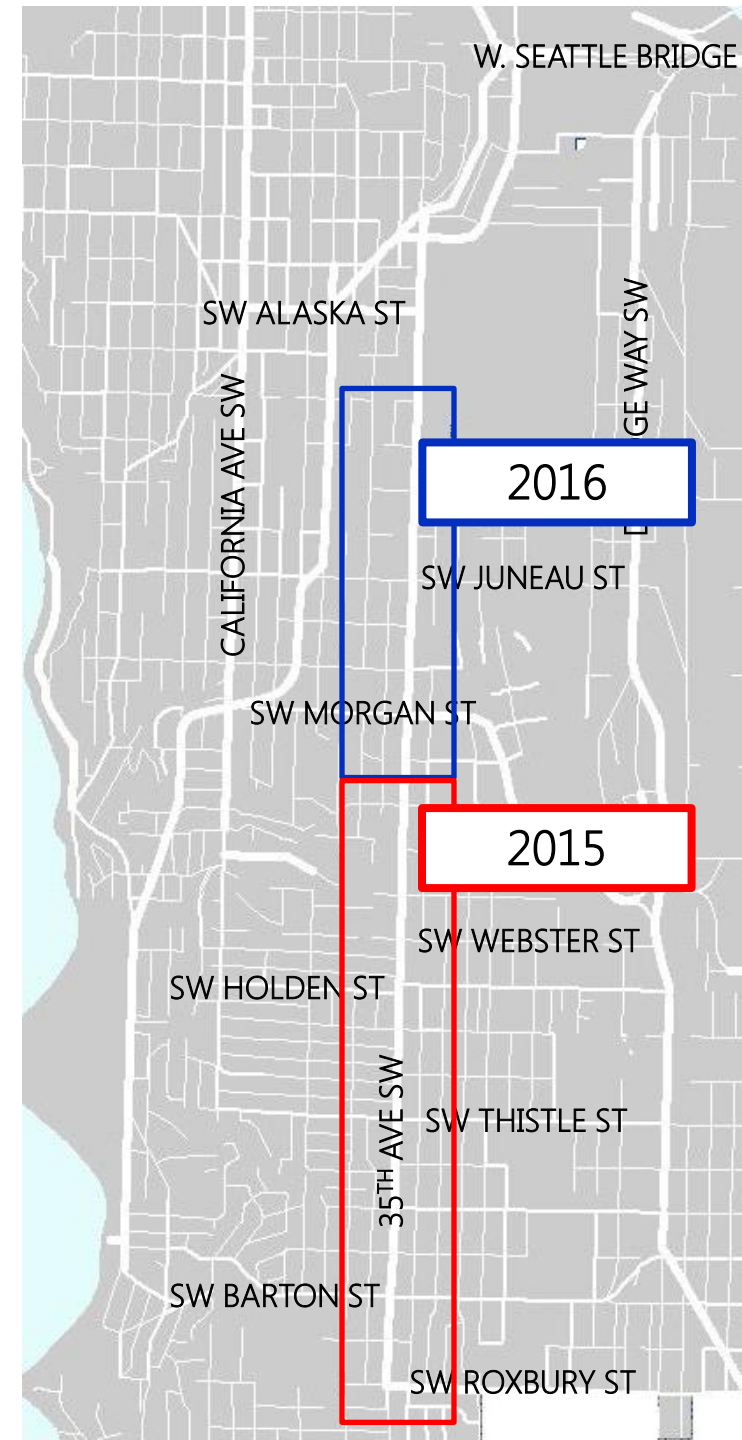 W. SEATTLE BRIDGE
SW ALASKA ST
GE WAY SW
CALIFORNIA AVE SW
2016
SW JUNEAU ST
SW MORGAN ST
2015
SW WEBSTER ST
SW HOLDEN ST
35TH AVE SW
SW THISTLE ST
SW BARTON ST
SW ROXBURY ST